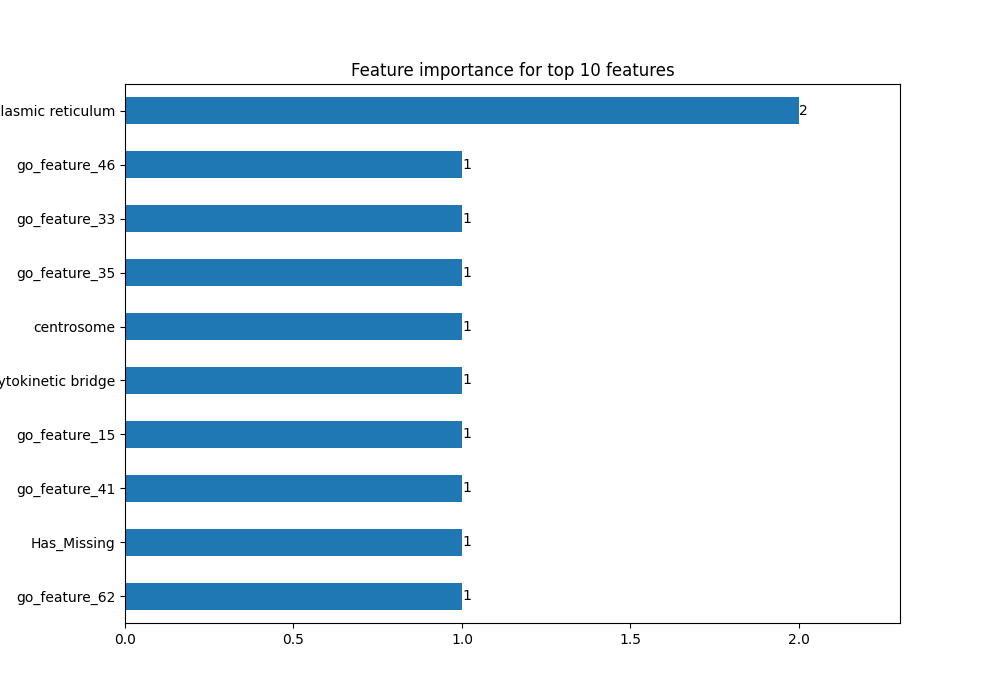 Feature importance for top 10 features
lasmic reticulum 2
go_feature_46 1
go_feature_33 1
go_feature_35 1
centrosome 1
ytokinetic bridge 1
go_feature_15 1
go_feature_41 1
Has_Missing 1
go_feature_62 1
0.0 0.5 1.0 1.5 2.0